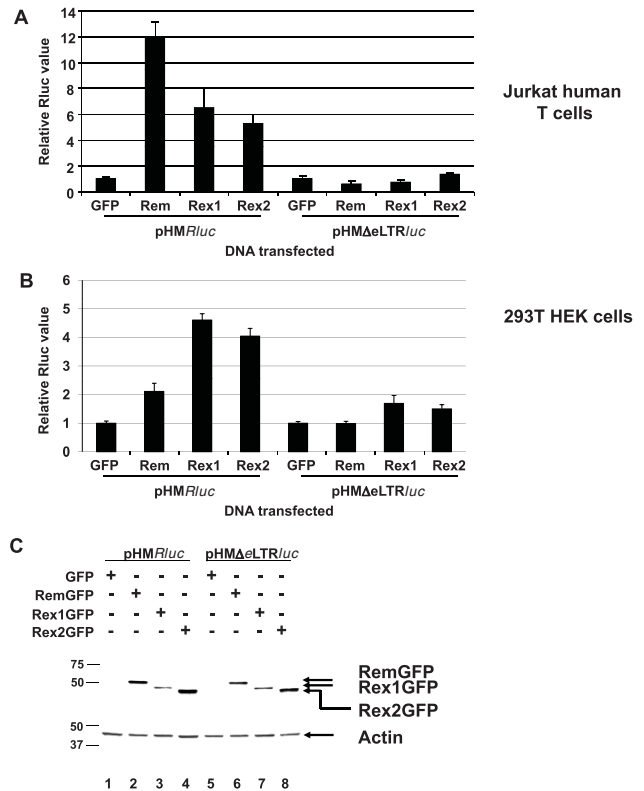 A
Relative Rluc value
14
12
10
8
6
4
2
0
GFP Rem Rex1 Rex2 GFP Rem Rex1 Rex2
pHMRluc pHMΔeLTRluc
DNA transfected
Jurkat human
T cells
B
Relative Rluc value
6
5
4
3
2
1
0
GFP Rem Rex1 Rex2 GFP Rem Rex1 Rex2
pHMRluc pHMΔeLTRluc
DNA transfected
293T HEK cells
C
pHMRluc pHMΔeLTRluc
GFP + - - - + - - -
RemGFP - + - - - + - -
Rex1GFP - - + - - - + -
Rex2GFP - - - + - - - +
75
50
RemGFP
Rex1GFP
Rex2GFP
50
37
Actin
1 2 3 4 5 6 7 8